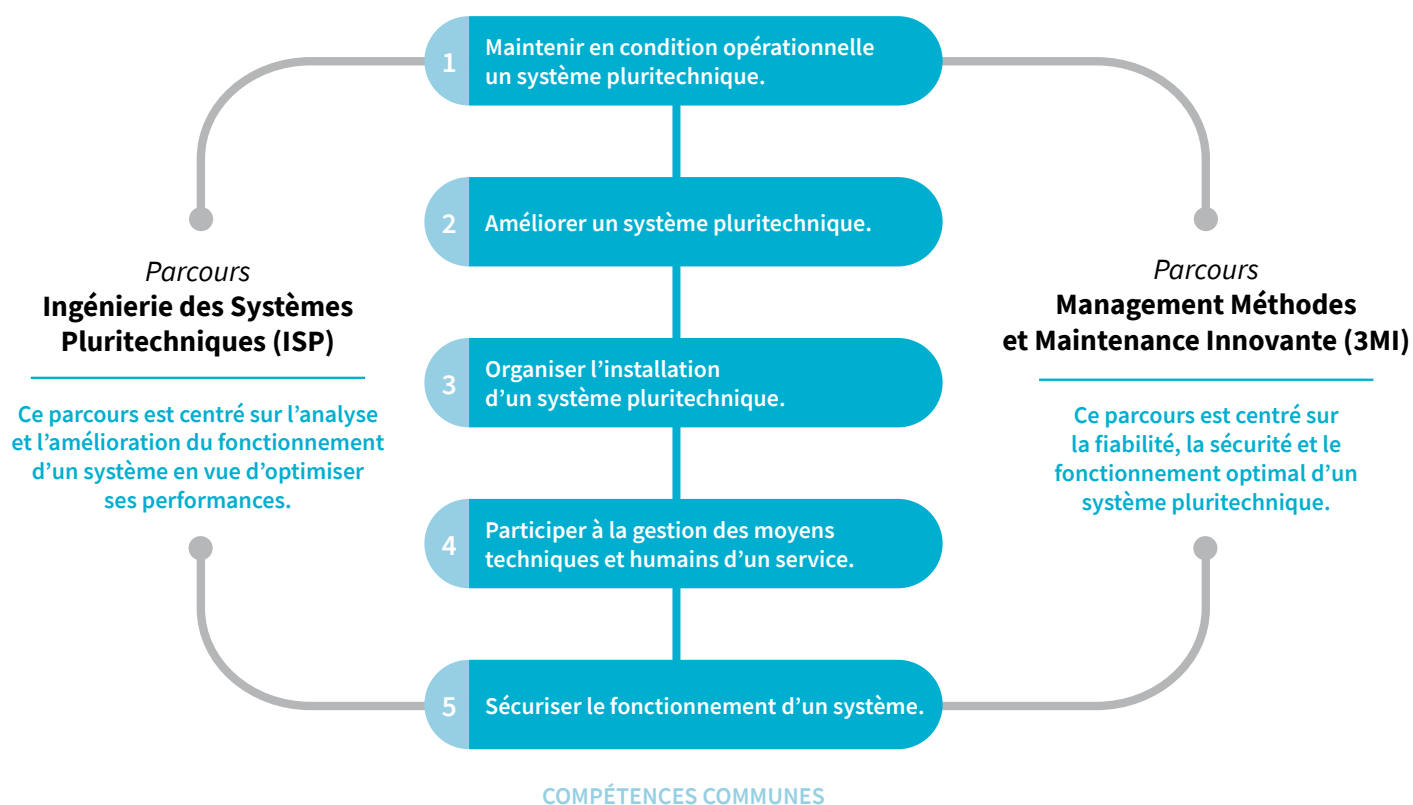 1
Maintenir en condition opérationnelle
un système pluritechnique.
2
Améliorer un système pluritechnique.
3
Organiser l’installation
d’un système pluritechnique.
4
Participer à la gestion des moyens
techniques et humains d’un service.
5
Sécuriser le fonctionnement d’un système.
COMPÉTENCES COMMUNES
Parcours
Ingénierie des Systèmes
Pluritechniques (ISP)
Ce parcours est centré sur l’analyse
et l’amélioration du fonctionnement
d’un système en vue d’optimiser
ses performances.
Parcours
Management Méthodes
et Maintenance Innovante (3MI)
Ce parcours est centré sur
la fiabilité, la sécurité et le
fonctionnement optimal d’un
système pluritechnique.